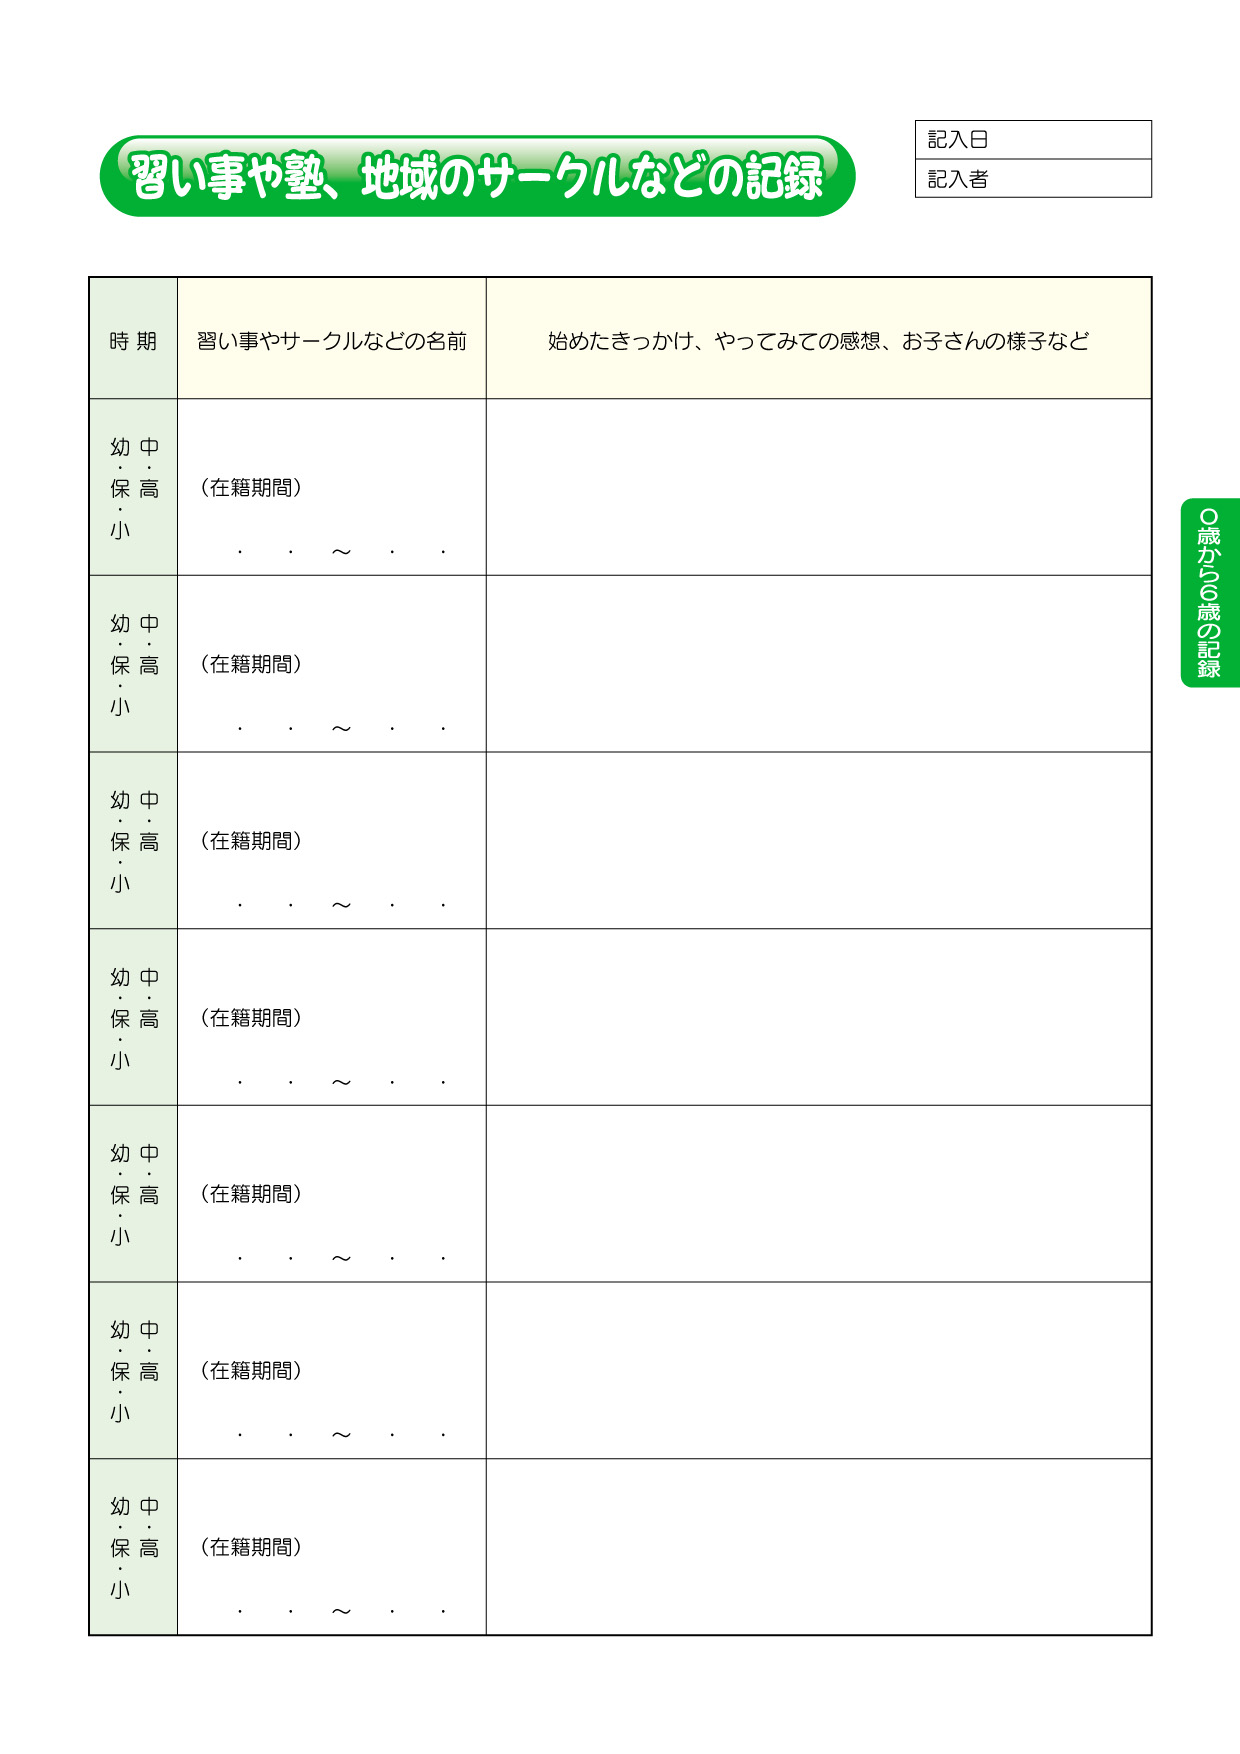 習い事や塾、地域のサークルなどの記録
記入日
記入者
時 期
習い事やサークルなどの名前
始めたきっかけ、やってみての感想、お子さんの様子など
幼・保・小
中・高
（在籍期間）
・ ・ ～ ・ ・
幼・保・小
中・高
（在籍期間）
・ ・ ～ ・ ・
幼・保・小
中・高
（在籍期間）
・ ・ ～ ・ ・
幼・保・小
中・高
（在籍期間）
・ ・ ～ ・ ・
幼・保・小
中・高
（在籍期間）
・ ・ ～ ・ ・
幼・保・小
中・高
（在籍期間）
・ ・ ～ ・ ・
幼・保・小
中・高
（在籍期間）
・ ・ ～ ・ ・
０歳から６歳の記録